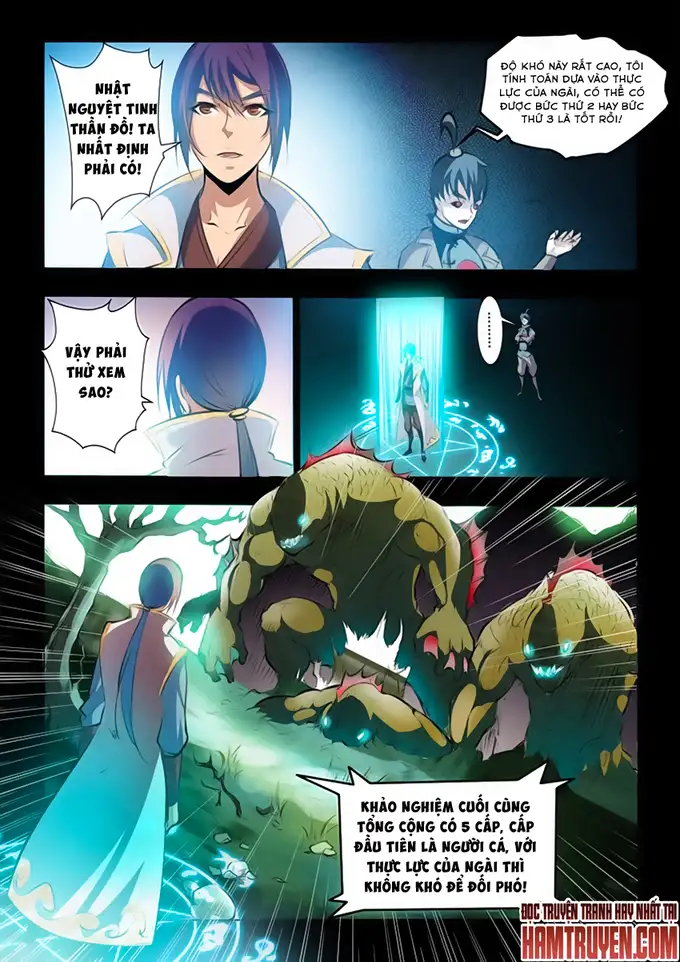 NHẬT
NGUYỆT TINH
THẦN ĐỒ! TA
NHẤT ĐỊNH
PHẢI CÓ!
ĐỘ KHÓ NÀY RẤT CAO, TÔI
TÍNH TOÁN DỰA VÀO THỰC
LỰC CỦA NGÀI, CÓ THỂ CÓ
ĐƯỢC BỨC THỨ 2 HAY BỨC
THỨ 3 LÀ TỐT RỒI!
VẬY PHẢI
THỬ XEM
SAO?
........
KHẢO NGHIỆM CUỐI CÙNG
TỔNG CỘNG CÓ 5 CẤP, CẤP
ĐẦU TIÊN LÀ NGƯỜI CÁ, VỚI
THỰC LỰC CỦA NGÀI THÌ
KHÔNG KHÓ ĐỂ ĐỐI PHÓ!
ĐỌC TRUYỆN TRANH HAY NHẤT TẠI
HAMTRUYEN.COM